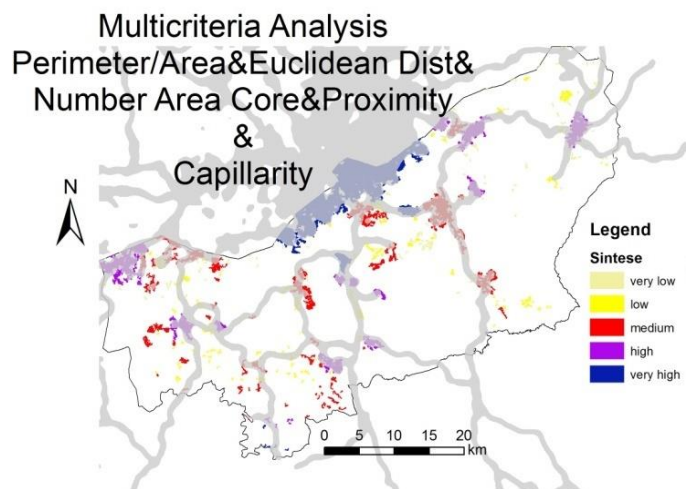 Multicriteria Analysis
Perimeter/Area&Euclidean Dist&
Number Area Core&Proximity
&
Capillarity
N
Legend
Sintese
very low
low
medium
high
very high
0 5 10 15 20
km